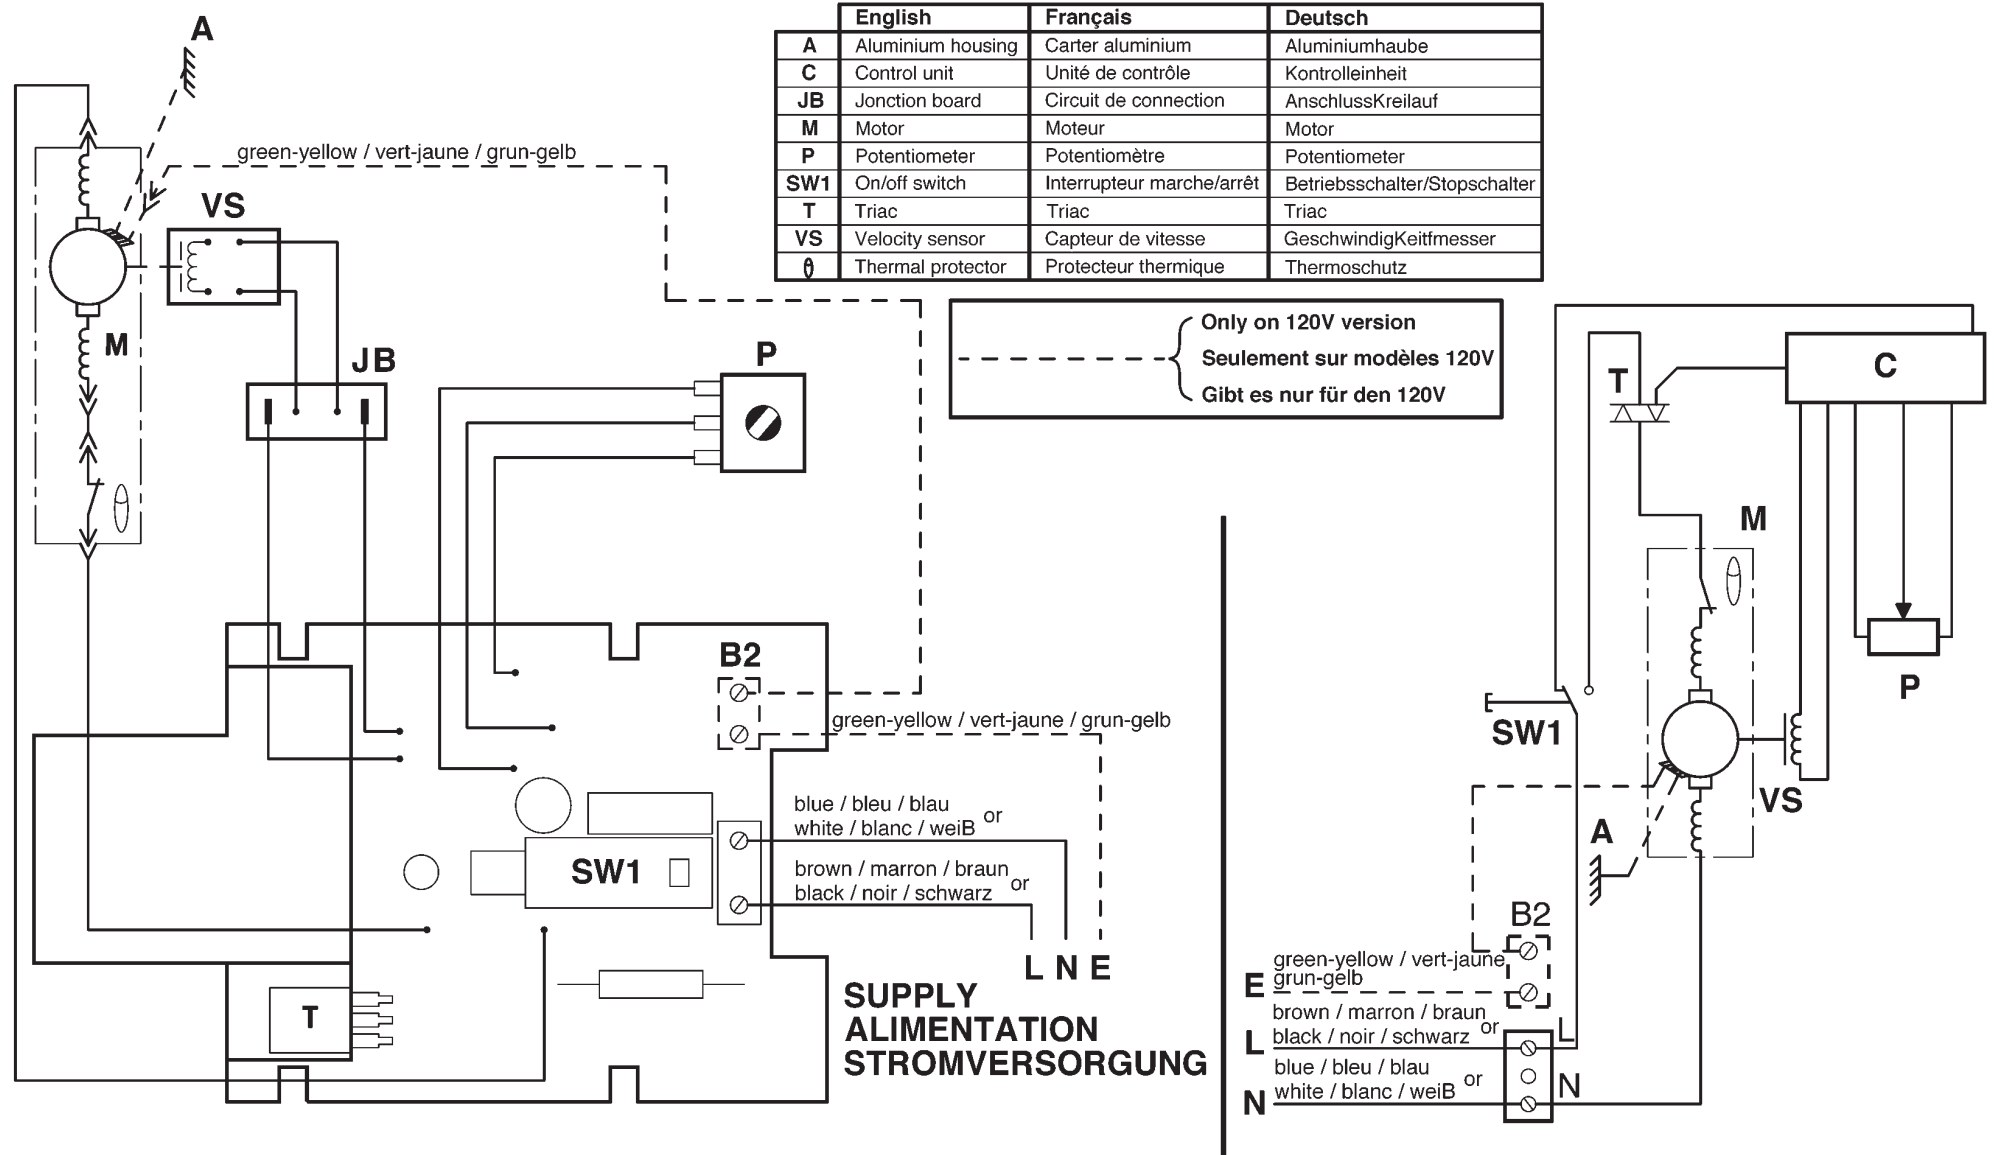 English Français Deutsch
A Aluminium housing Carter aluminium Aluminiumhaube
C Control unit Unité de contrôle Kontrolleinheit
JB Jonction board Circuit de connection AnschlussKreilauf
M Motor Moteur Motor
P Potentiometer Potentiomètre Potentiometer
SW1 On/off switch Interrupteur marche/arrêt Betriebsschalter/Stopschalter
T Triac Triac Triac
VS Velocity sensor Capteur de vitesse GeschwindigKeitfmesser
θ Thermal protector Protecteur thermique Thermoschutz
Only on 120V version
Seulement sur modèles 120V
Gibt es nur für den 120V
A
green-yellow / vert-jaune / grun-gelb
VS
M
JB
P
B2
green-yellow / vert-jaune / grun-gelb
blue / bleu / blau
or
white / blanc / weiB
SW1
brown / marron / braun
or
black / noir / schwarz
L N E
T
SUPPLY
ALIMENTATION
STROMVERSORGUNG
C
T
M
P
SW1
VS
A
B2
green-yellow / vert-jaune
E grun-gelb
brown / marron / braun
or
L black / noir / schwarz
L
blue / bleu / blau
or
N white / blanc / weiB
N